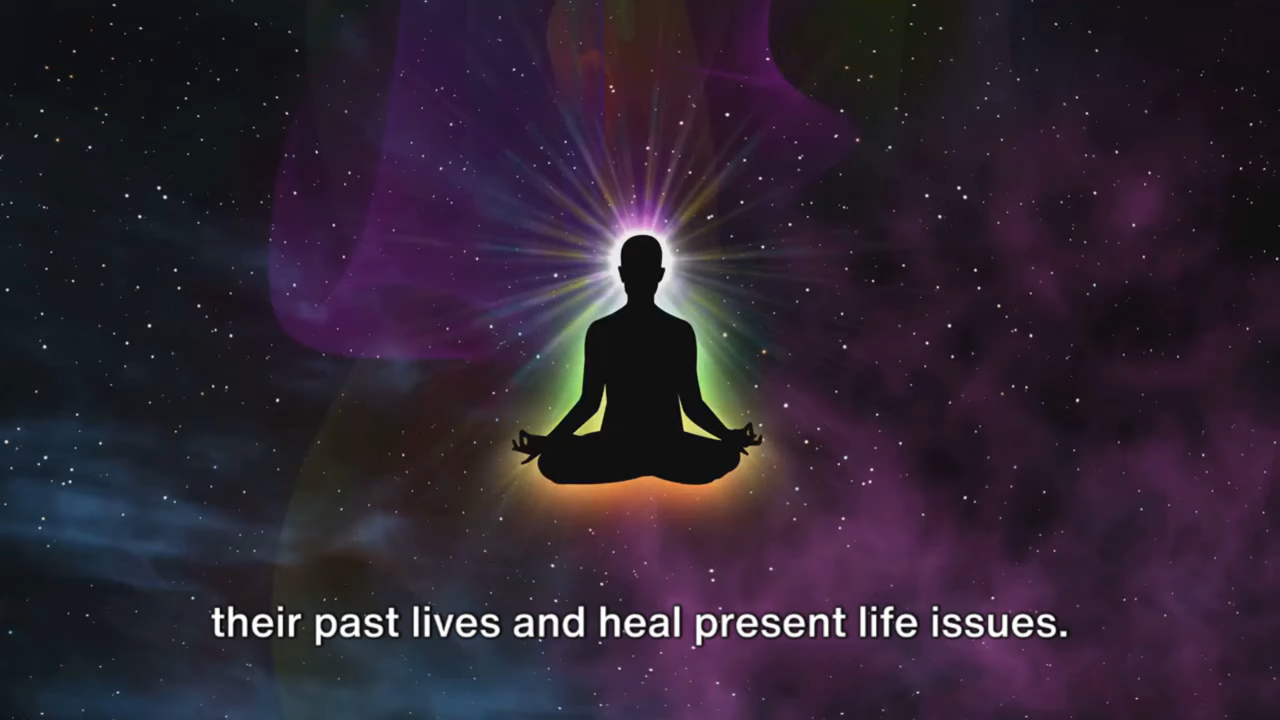 their past lives and heal present life issues.